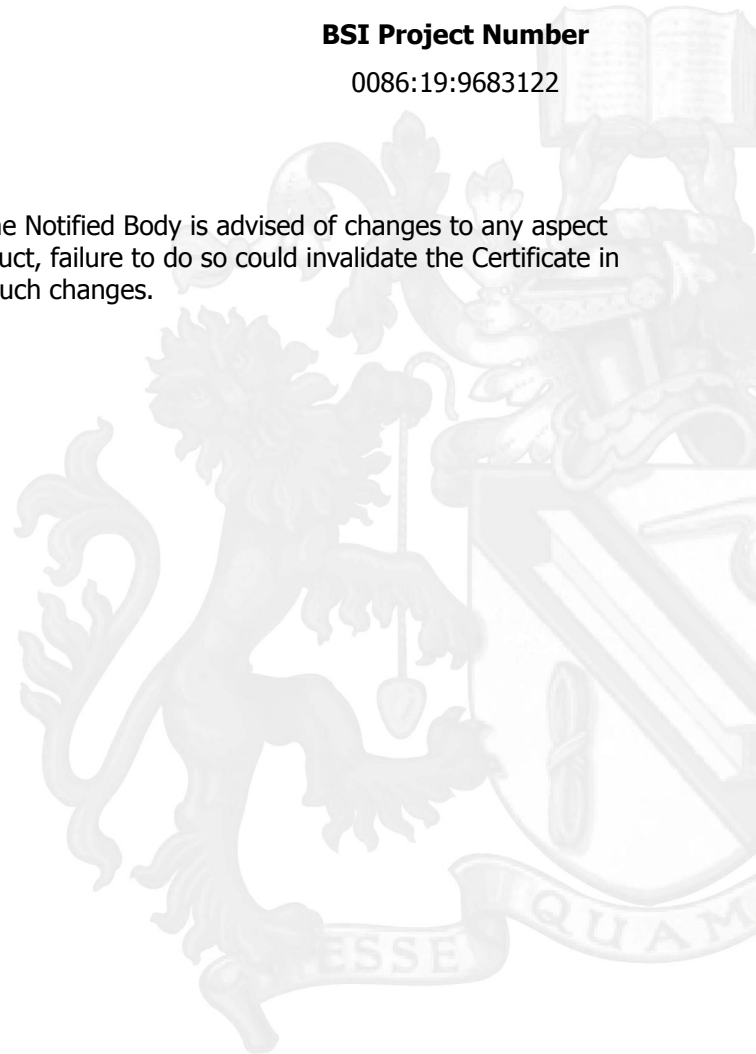 BSI Project Number
0086:19:9683122
ne Notified Body is advised of changes to any aspect
uct, failure to do so could invalidate the Certificate in
uch changes.
ESSE
QUAM